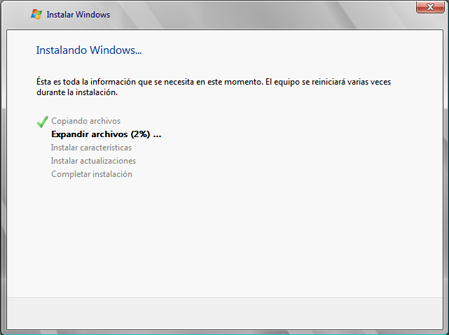 Instalar Windows
Instalando Windows...
Ésta es toda la información que se necesita en este momento. El equipo se reiniciará varias veces
durante la instalación.
Copiando archivos
Expandir archivos (2%) ...
Instalar características
Instalar actualizaciones
Completar instalación